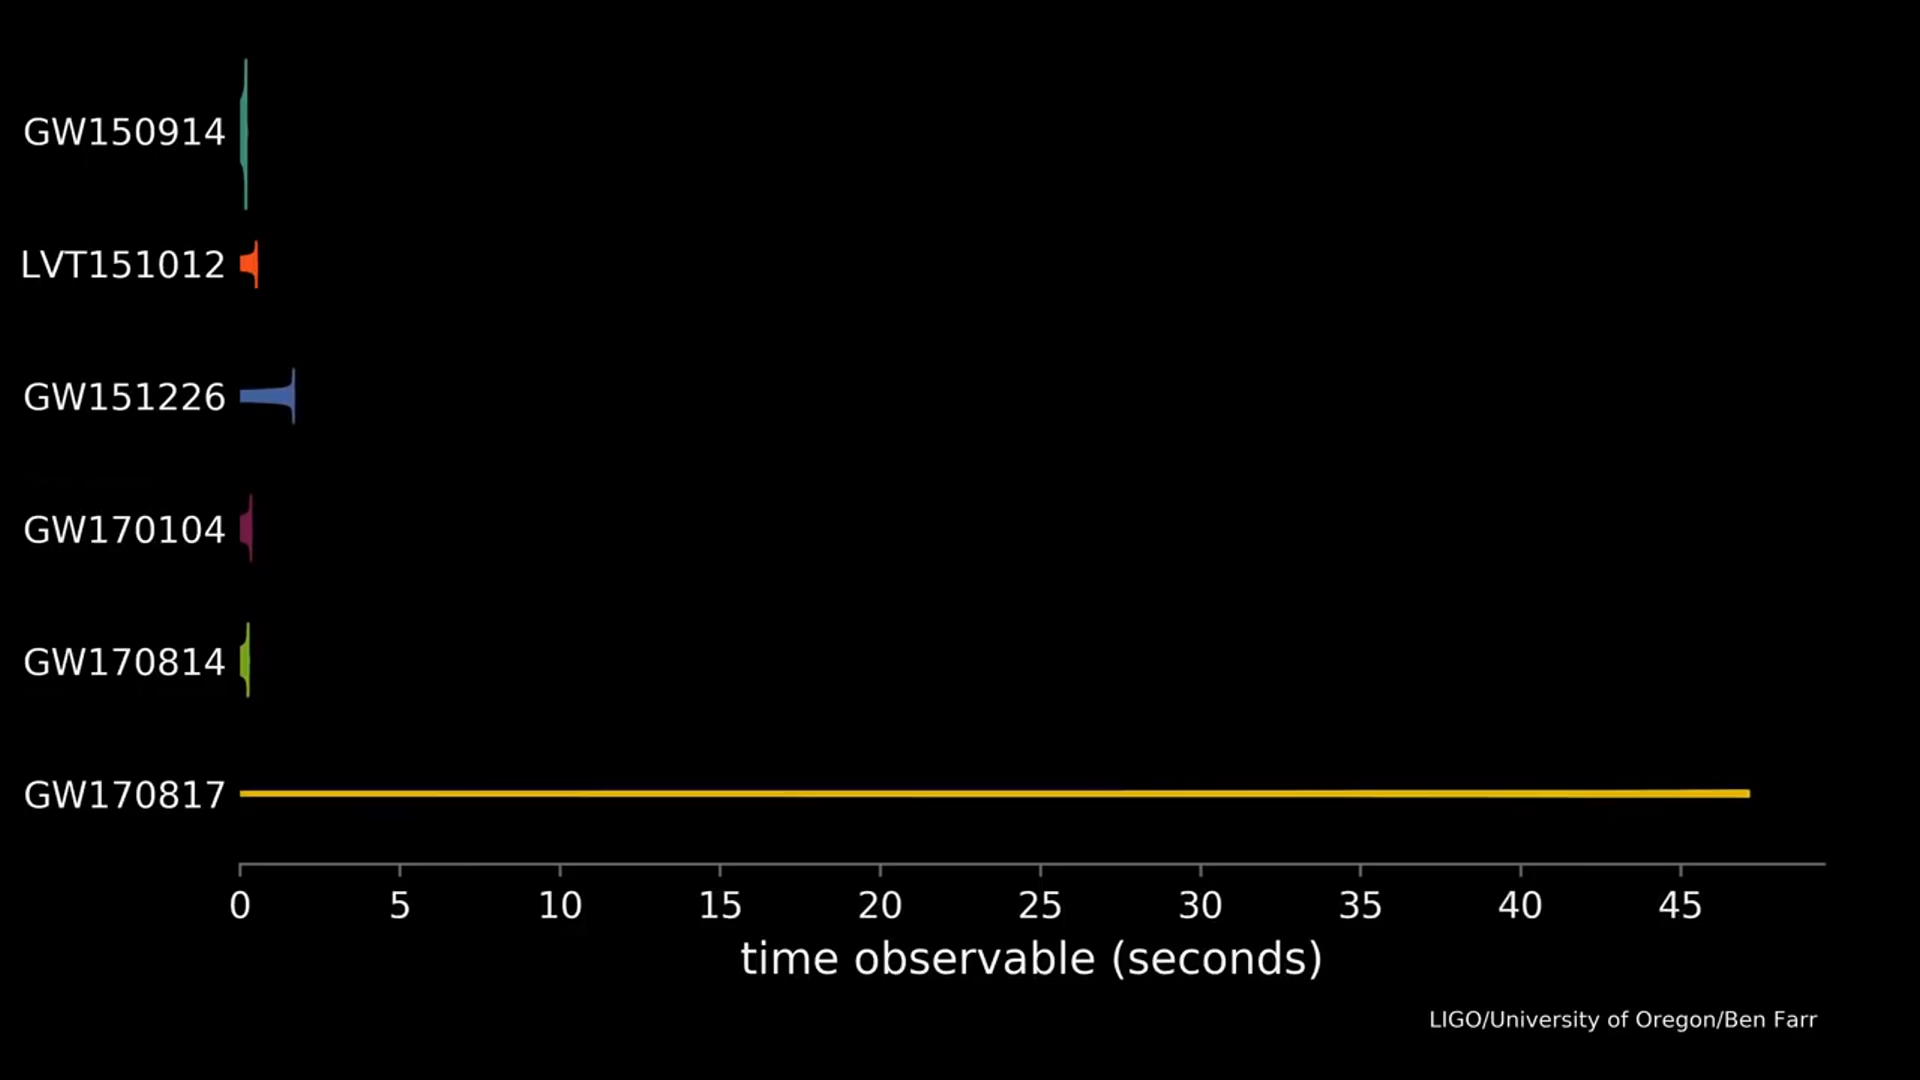 GW150914
LVT151012
GW151226
GW170104
GW170814
GW170817
0 5 10 15 20 25 30 35 40 45
time observable (seconds)
LIGO/University of Oregon/Ben Farr